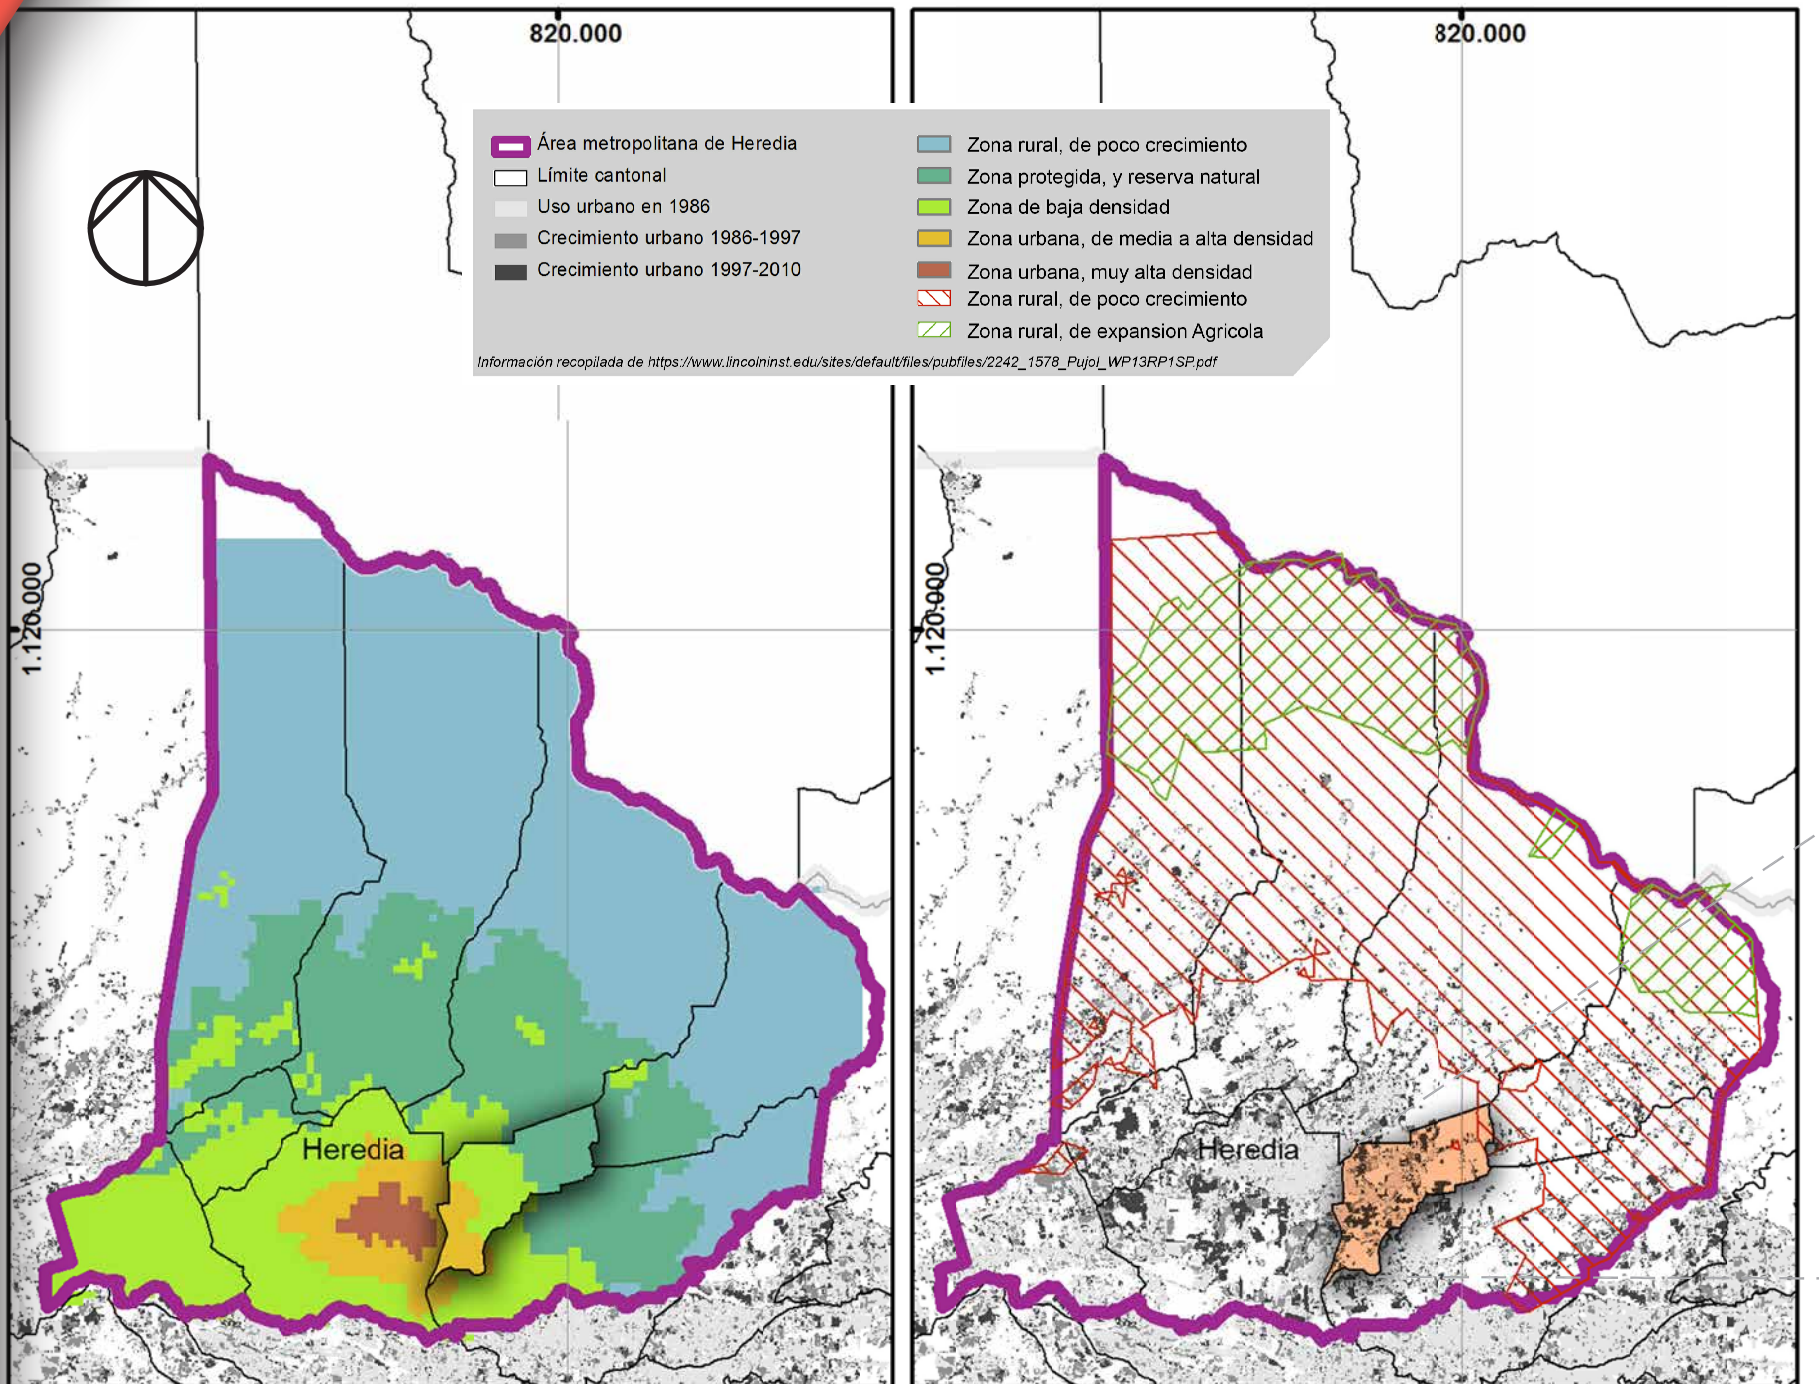 820.000
820.000
Área metropolitana de Heredia
Límite cantonal
Uso urbano en 1986
Crecimiento urbano 1986-1997
Crecimiento urbano 1997-2010
Zona rural, de poco crecimiento
Zona protegida, y reserva natural
Zona de baja densidad
Zona urbana, de media a alta densidad
Zona urbana, muy alta densidad
Zona rural, de poco crecimiento
Zona rural, de expansion Agricola
Información recopilada de https://www.lincolninst.edu/sites/default/files/pubfiles/2242_1578_Pujol_WP13RP1SP.pdf
1.120.000
1.120.000
Heredia
Heredia